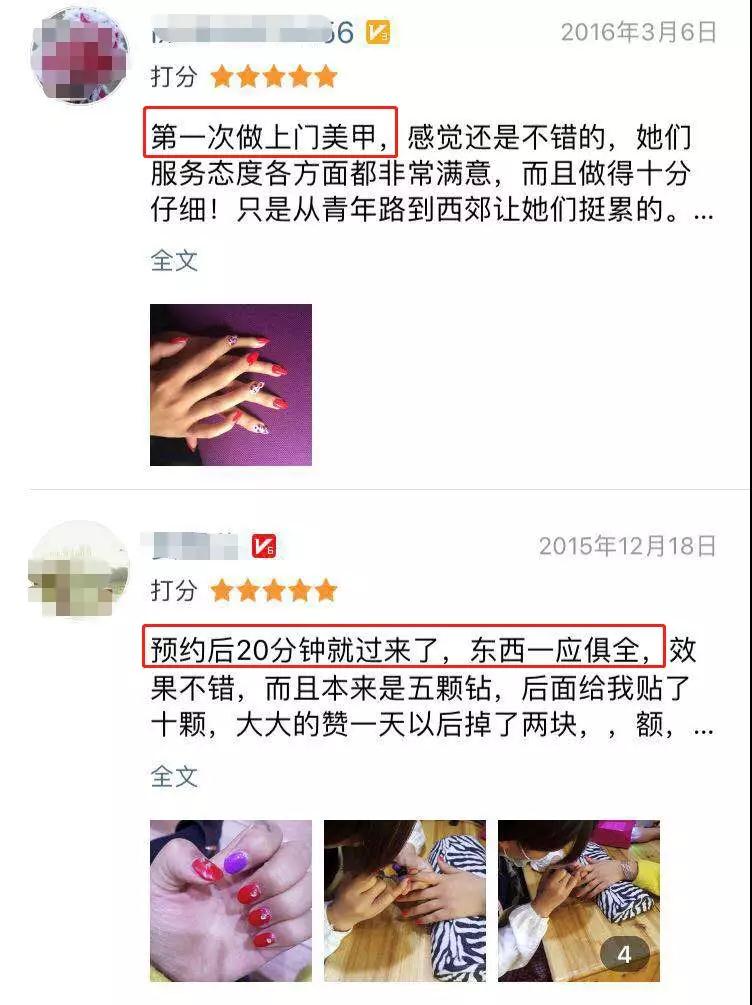 56 V3
2016年3月6日
打分
第一次做上门美甲，感觉还是不错的，她们
服务态度各方面都非常满意，而且做得十分
仔细！只是从青年路到西郊让她们挺累的。...
全文
V6
2015年12月18日
打分
预约后20分钟就过来了，东西一应俱全，效
果不错，而且本来是五颗钻，后面给我贴了
十颗，大大的赞一天以后掉了两块，，额，...
全文
4